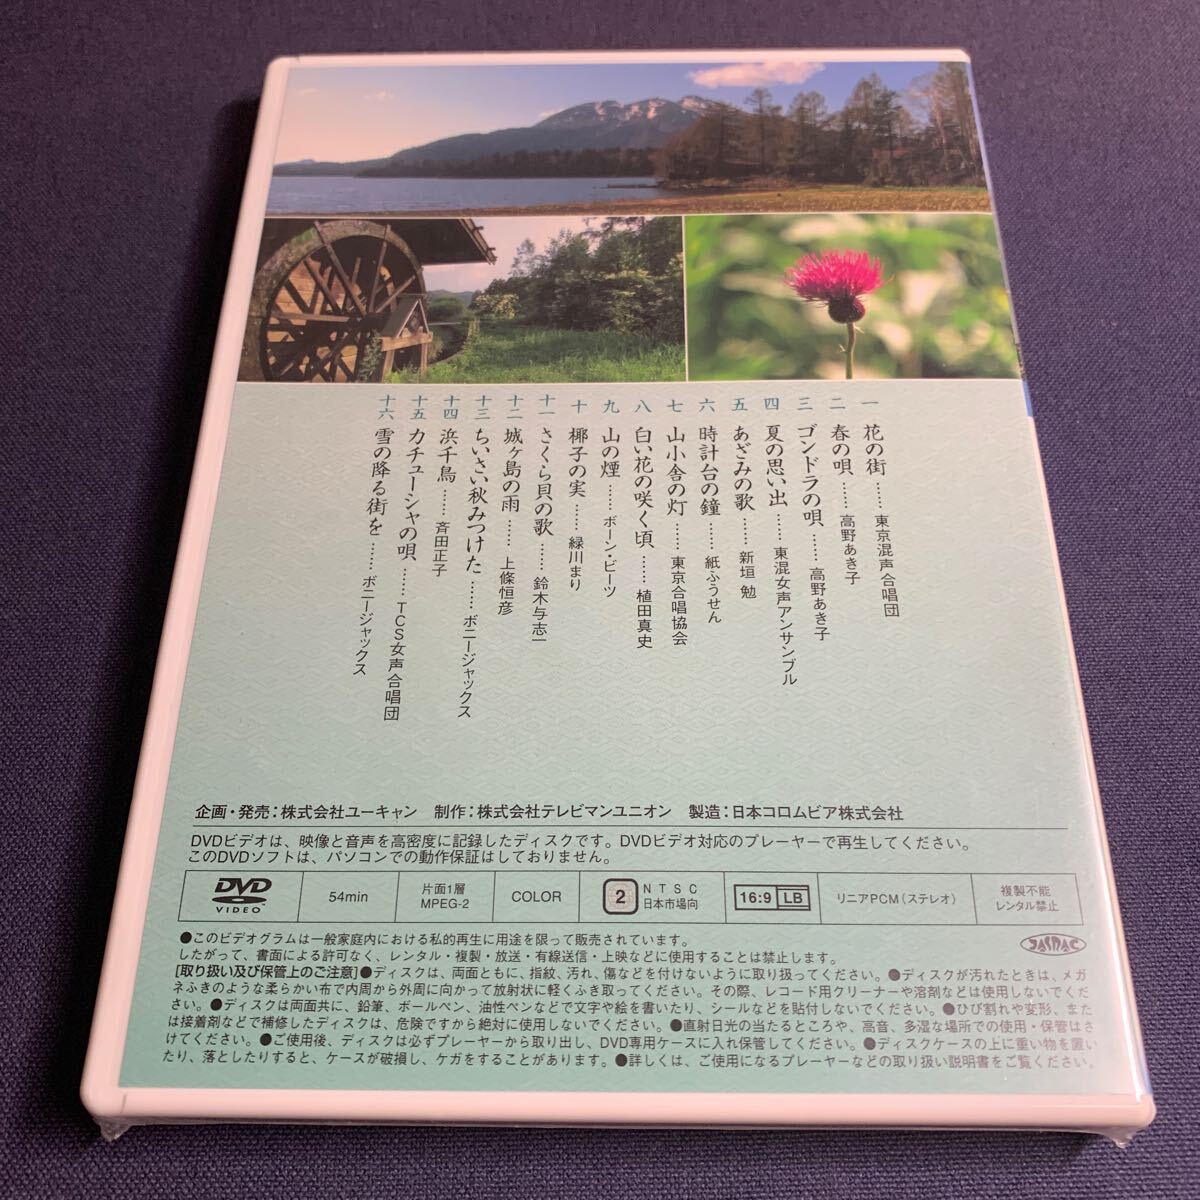 一 花の街……東京混声合唱団
二 春の唄……高野あき子
三 ゴンドラの唄……高野あき子
四 夏の思い出……東混女声アンサンブル
五 あざみの歌……新垣 勉
六 時計台の鐘……紙ふうせん
七 山小舎の灯……東京合唱協会
八 白い花の咲く頃……植田真史
九 山の煙……ボーン・ビーツ
十 椰子の実……緑川まり
十一 さくら貝の歌……鈴木与志一
十二 城ヶ島の雨……上條恒彦
十三 ちいさい秋みつけた……ボニージャックス
十四 浜千鳥……斉田正子
十五 カチューシャの唄……TCS女声合唱団
十六 雪の降る街を……ボニージャックス
企画・発売：株式会社ユーキャン 制作：株式会社テレビマンユニオン 製造：日本コロムビア株式会社
DVDビデオは、映像と音声を高密度に記録したディスクです。DVDビデオ対応のプレーヤーで再生してください。
このDVDソフトは、パソコンでの動作保証はしておりません。
DVD VIDEO
54min
片面1層
MPEG-2
COLOR
2
NTSC
日本市場向
16:9 LB
リニアPCM（ステレオ）
複製不能
レンタル禁止
●このビデオグラムは一般家庭内における私的再生に用途を限って販売されています。
したがって、書面による許可なく、レンタル・複製・放送・有線送信・上映などに使用することは禁止します。
JASRAC
[取り扱い及び保管上のご注意]●ディスクは、両面ともに、指紋、汚れ、傷などを付けないように取り扱ってください。●ディスクが汚れたときは、メガ
ネふきのような柔らかい布で内周から外周に向かって放射状に軽くふき取ってください。その際、レコード用クリーナーや溶剤などは使用しないでくだ
さい。●ディスクは両面共に、鉛筆、ボールペン、油性ペンなどで文字や絵を書いたり、シールなどを貼付しないでください。●ひび割れや変形、また
は接着剤などで補修したディスクは、危険ですから絶対に使用しないでください。●直射日光の当たるところや、高音、多湿な場所での使用・保管はさ
けてください。●ご使用後、ディスクは必ずプレーヤーから取り出し、DVD専用ケースに入れ保管してください。●ディスクケースの上に重い物を置い
たり、落としたりすると、ケースが破損し、ケガをすることがあります。●詳しくは、ご使用になるプレーヤーなどの取り扱い説明書をご覧ください。